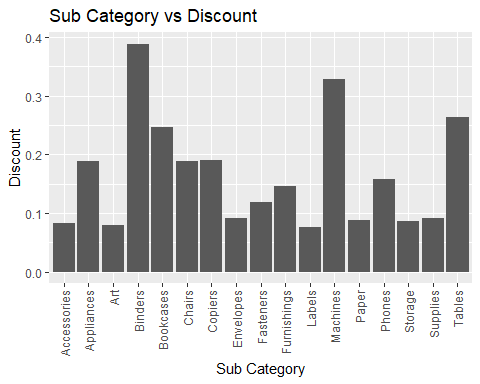 Sub Category vs Discount
Discount
0.4
0.3
0.2
0.1
0.0
Accessories
Appliances
Art
Binders
Bookcases
Chairs
Copiers
Envelopes
Fasteners
Furnishings
Labels
Machines
Paper
Phones
Storage
Supplies
Tables
Sub Category